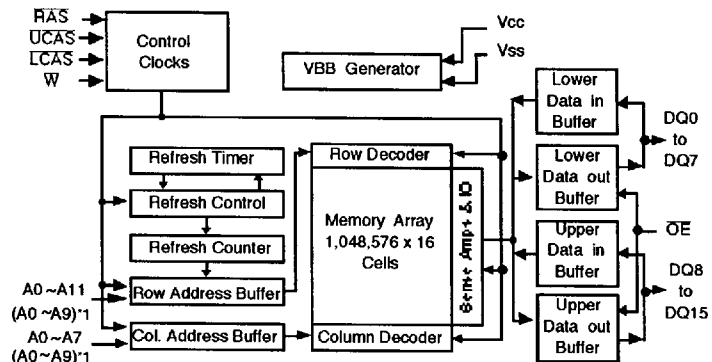 RAS
UCAS
LCAS
W
Control
Clocks
VBB Generator
Vcc
Vss
Lower
Data in
Buffer
DQ0
to
DQ7
Lower
Data out
Buffer
Refresh Timer
Refresh Control
Refresh Counter
Row Address Buffer
Col. Address Buffer
Row Decoder
Memory Array
1,048,576 x 16
Cells
Column Decoder
Sense Amps & IO
OE
Upper
Data in
Buffer
DQ8
to
DQ15
Upper
Data out
Buffer
A0~A11
(A0~A9)*1
A0~A7
(A0~A9)*1